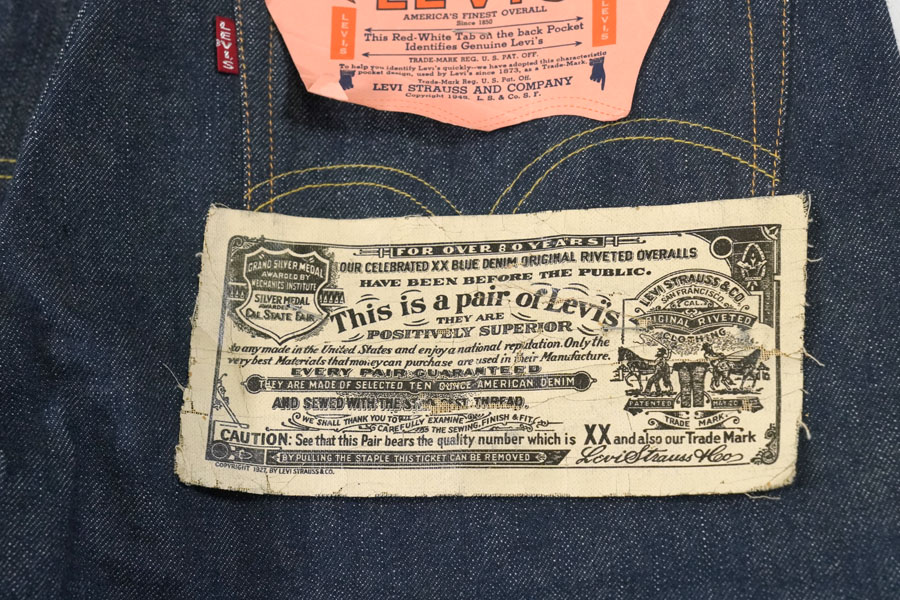 LEVI'S
LEVI'S
LEVI'S
LEVI'S
AMERICA'S FINEST OVERALL
Since 1850
This Red-White Tab on the back Pocket
Identifies Genuine Levi's
TRADE-MARK REG. U.S. PAT. OFF.
To help you identify Levi's quickly—we have adopted this characteristic
pocket design, used by Levi's since 1873, as a Trade-Mark.
Trade-Mark Reg. U. S. Pat. Off.
LEVI STRAUSS AND COMPANY
Copyright L. S. & Co. S. F.
FOR OVER 80 YEARS
OUR CELEBRATED XX BLUE DENIM ORIGINAL RIVETED OVERALLS
HAVE BEEN BEFORE THE PUBLIC.
This is a pair of Levi's
THEY ARE
POSITIVELY SUPERIOR
to any made in the United States and enjoy a national reputation. Only the
very best Materials that money can purchase are used in their Manufacture.
EVERY PAIR GUARANTEED
THEY ARE MADE OF SELECTED TEN OUNCE AMERICAN DENIM
AND SEWED WITH THE STRONGEST THREAD.
WE SHALL THANK YOU TO CAREFULLY EXAMINE
THE SEWING, FINISH & FIT
CAUTION: See that this Pair bears the quality number which is XX and also our Trade Mark
BY PULLING THE STAPLE THIS TICKET CAN BE REMOVED
Levi Strauss & Co
COPYRIGHT 1927, BY LEVI STRAUSS & CO.
GRAND SILVER MEDAL
AWARDED BY
MECHANICS INSTITUTE
SILVER MEDAL
AWARDED
CAL STATE FAIR
LEVI STRAUSS & CO.
SAN FRANCISCO
CAL.
ORIGINAL RIVETED
CLOTHING
PATENTED MAY 20
TRADE MARK